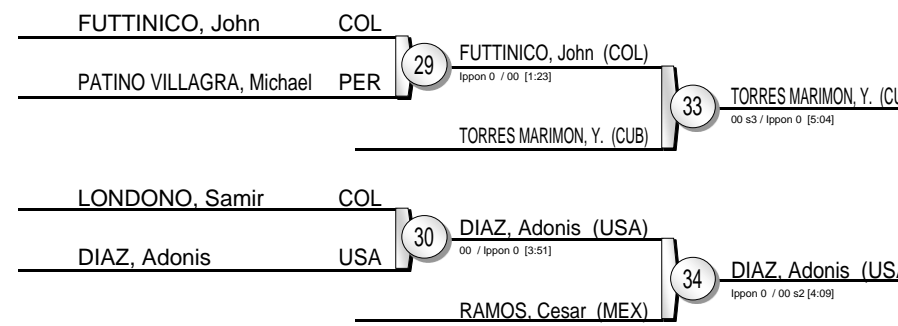 FUTTINICO, John COL
PATINO VILLAGRA, Michael PER
29
FUTTINICO, John (COL)
Ippon 0 / 00 [1:23]
TORRES MARIMON, Y. (CUB)
33
TORRES MARIMON, Y. (CU
00 s3 / Ippon 0 [5:04]
LONDONO, Samir COL
DIAZ, Adonis USA
30
DIAZ, Adonis (USA)
00 / Ippon 0 [3:51]
RAMOS, Cesar (MEX)
34
DIAZ, Adonis (USA
Ippon 0 / 00 s2 [4:09]